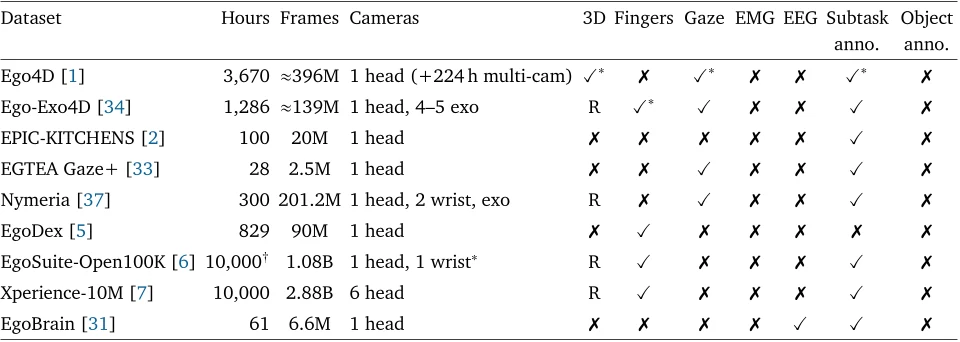 Dataset Hours Frames Cameras 3D Fingers Gaze EMG EEG Subtask anno. Object anno.
Ego4D [1] 3,670 ≈396M 1 head (+224 h multi-cam) ✓* ✗ ✓* ✗ ✗ ✓* ✗
Ego-Exo4D [34] 1,286 ≈139M 1 head, 4–5 exo R ✓* ✓ ✗ ✗ ✓ ✗
EPIC-KITCHENS [2] 100 20M 1 head ✗ ✗ ✗ ✗ ✗ ✓ ✗
EGTEA Gaze+ [33] 28 2.5M 1 head ✗ ✗ ✓ ✗ ✗ ✓ ✗
Nymeria [37] 300 201.2M 1 head, 2 wrist, exo R ✗ ✓ ✗ ✗ ✓ ✗
EgoDex [5] 829 90M 1 head ✗ ✓ ✗ ✗ ✗ ✗ ✗
EgoSuite-Open100K [6] 10,000† 1.08B 1 head, 1 wrist* R ✓ ✗ ✗ ✗ ✓ ✗
Xperience-10M [7] 10,000 2.88B 6 head R ✓ ✗ ✗ ✗ ✓ ✗
EgoBrain [31] 61 6.6M 1 head ✗ ✗ ✗ ✗ ✓ ✓ ✗